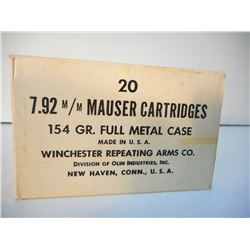 20
7.92 M/M MAUSER CARTRIDGES
154 GR. FULL METAL CASE
MADE IN U. S. A.
WINCHESTER REPEATING ARMS CO.
DIVISION OF OLIN INDUSTRIES, INC.
NEW HAVEN, CONN., U. S. A.